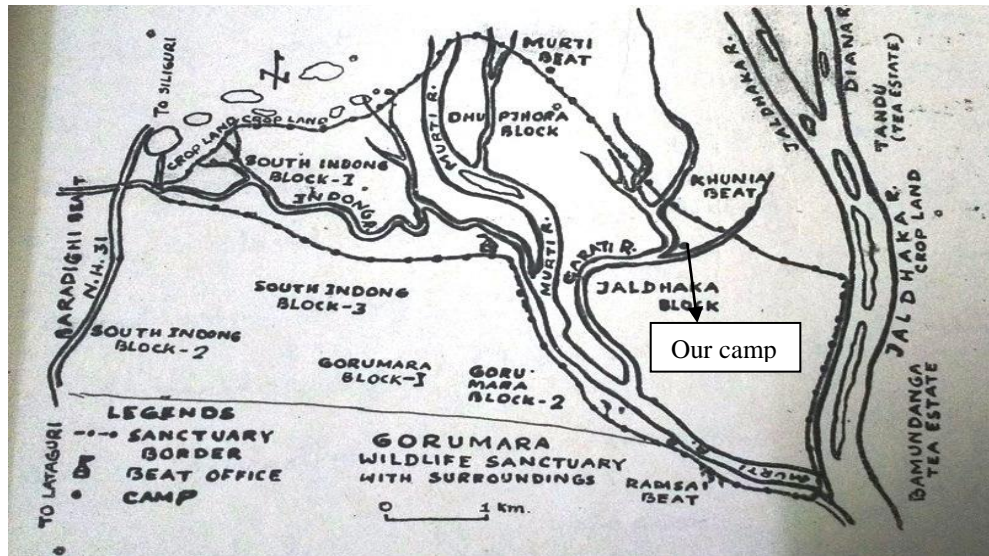 TO SILIGURI
N
MURTI
BEAT
JALDHAKA R.
DIANA R.
TANDU
(TEA ESTATE)
CROP LAND
CROP LAND
MURTI R.
DHUPJHORA
BLOCK
SOUTH INDONG
BLOCK-I
INDONG R.
KHUNIA
BEAT
BARADIGHI BEAT
N.H.31
MURTI R.
GARATI R.
JALDHAKA R.
CROP LAND
SOUTH INDONG
BLOCK-3
JALDHAKA
BLOCK
Our camp
SOUTH INDONG
BLOCK-2
GORUMARA
BLOCK-I
GORU-
MARA
BLOCK-2
BAMUNDANGA
TEA ESTATE
LEGENDS
SANCTUARY
BORDER
BEAT OFFICE
CAMP
TO LATAGURI
GORUMARA
WILDLIFE SANCTUARY
WITH SURROUNDINGS
RAMSAI
BEAT
MURTI
0 1 Km.